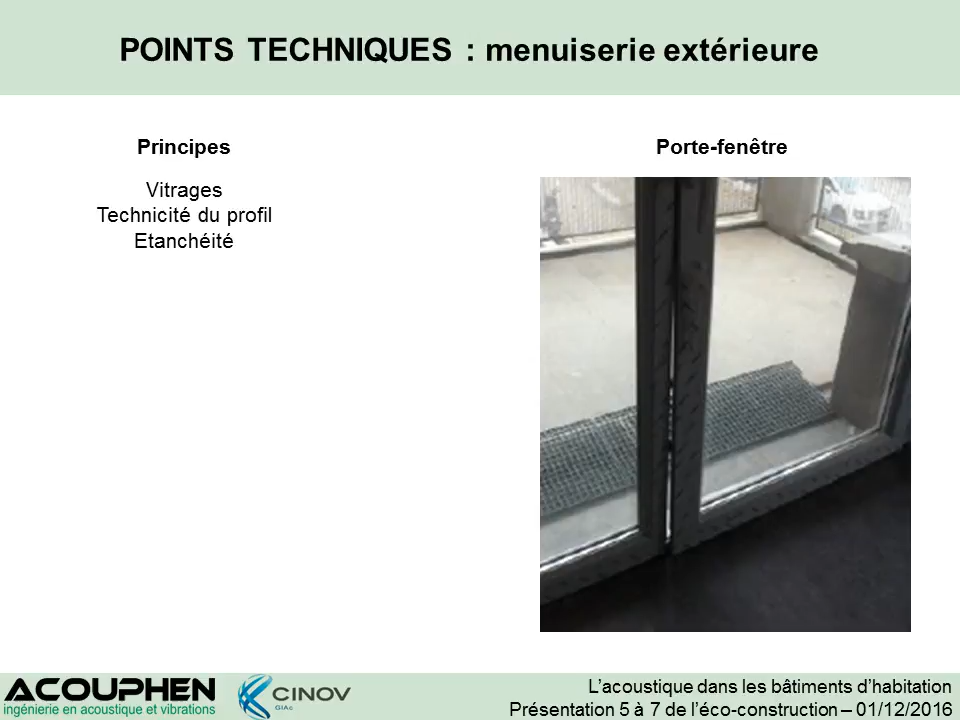 POINTS TECHNIQUES : menuiserie extérieure
Principes
Vitrages
Technicité du profil
Etanchéité
Porte-fenêtre
ACOUPHEN
ingénierie en acoustique et vibrations
CINOV
GIAc
L’acoustique dans les bâtiments d’habitation
Présentation 5 à 7 de l’éco-construction – 01/12/2016